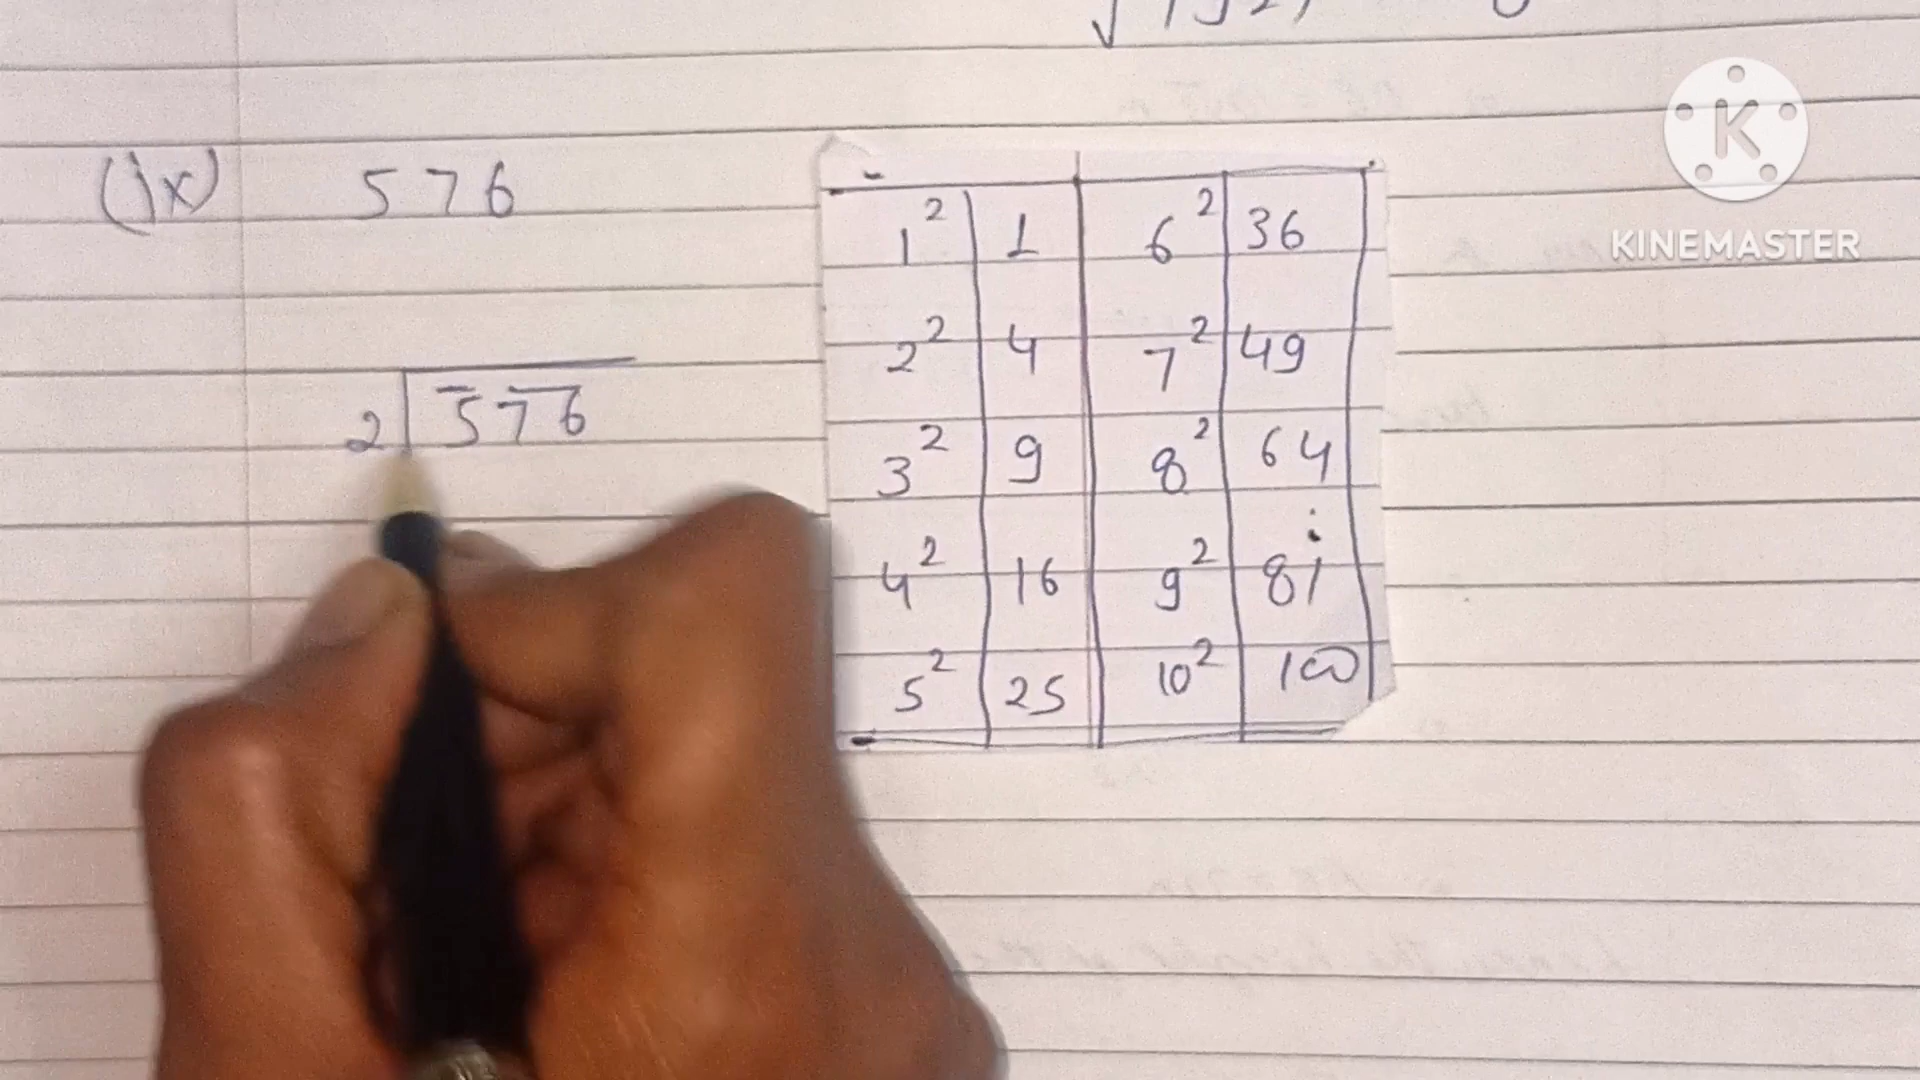 (ix) 576
2 576
1² 1 6² 36
2² 4 7² 49
3² 9 8² 64
4² 16 9² 81
5² 25 10² 100
K
KINEMASTER